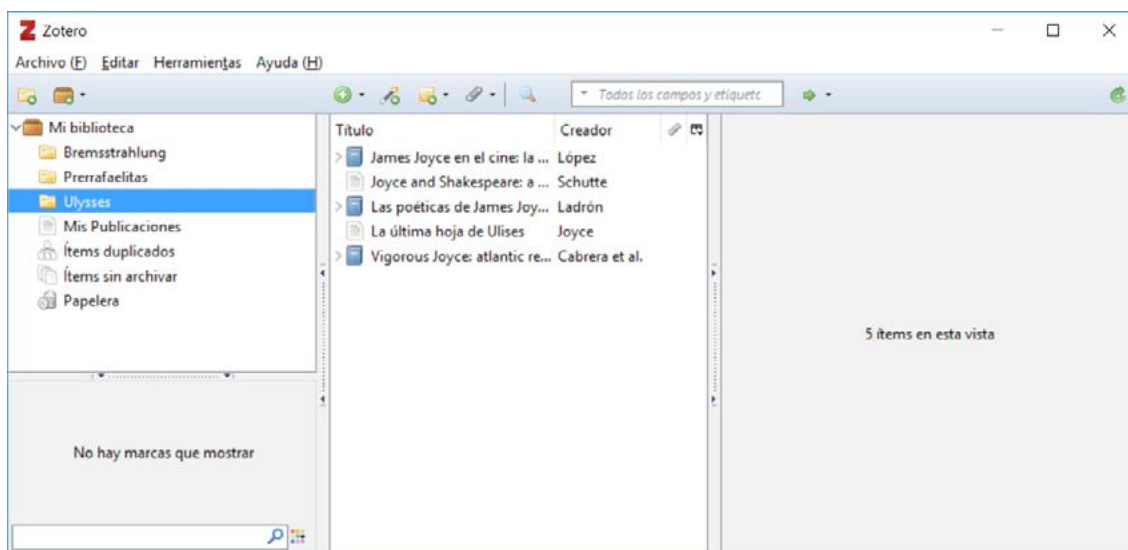 Zotero
Archivo (F) Editar Herramientas Ayuda (H)
Todos los campos y etiquetc
Mi biblioteca
Bremsstrahlung
Prerrafaelitas
Ulysses
Mis Publicaciones
Ítems duplicados
Ítems sin archivar
Papelera
No hay marcas que mostrar
Título Creador
James Joyce en el cine: la ... López
Joyce and Shakespeare: a ... Schutte
Las poéticas de James Joy... Ladrón
La última hoja de Ulises Joyce
Vigorous Joyce: atlantic re... Cabrera et al.
5 ítems en esta vista